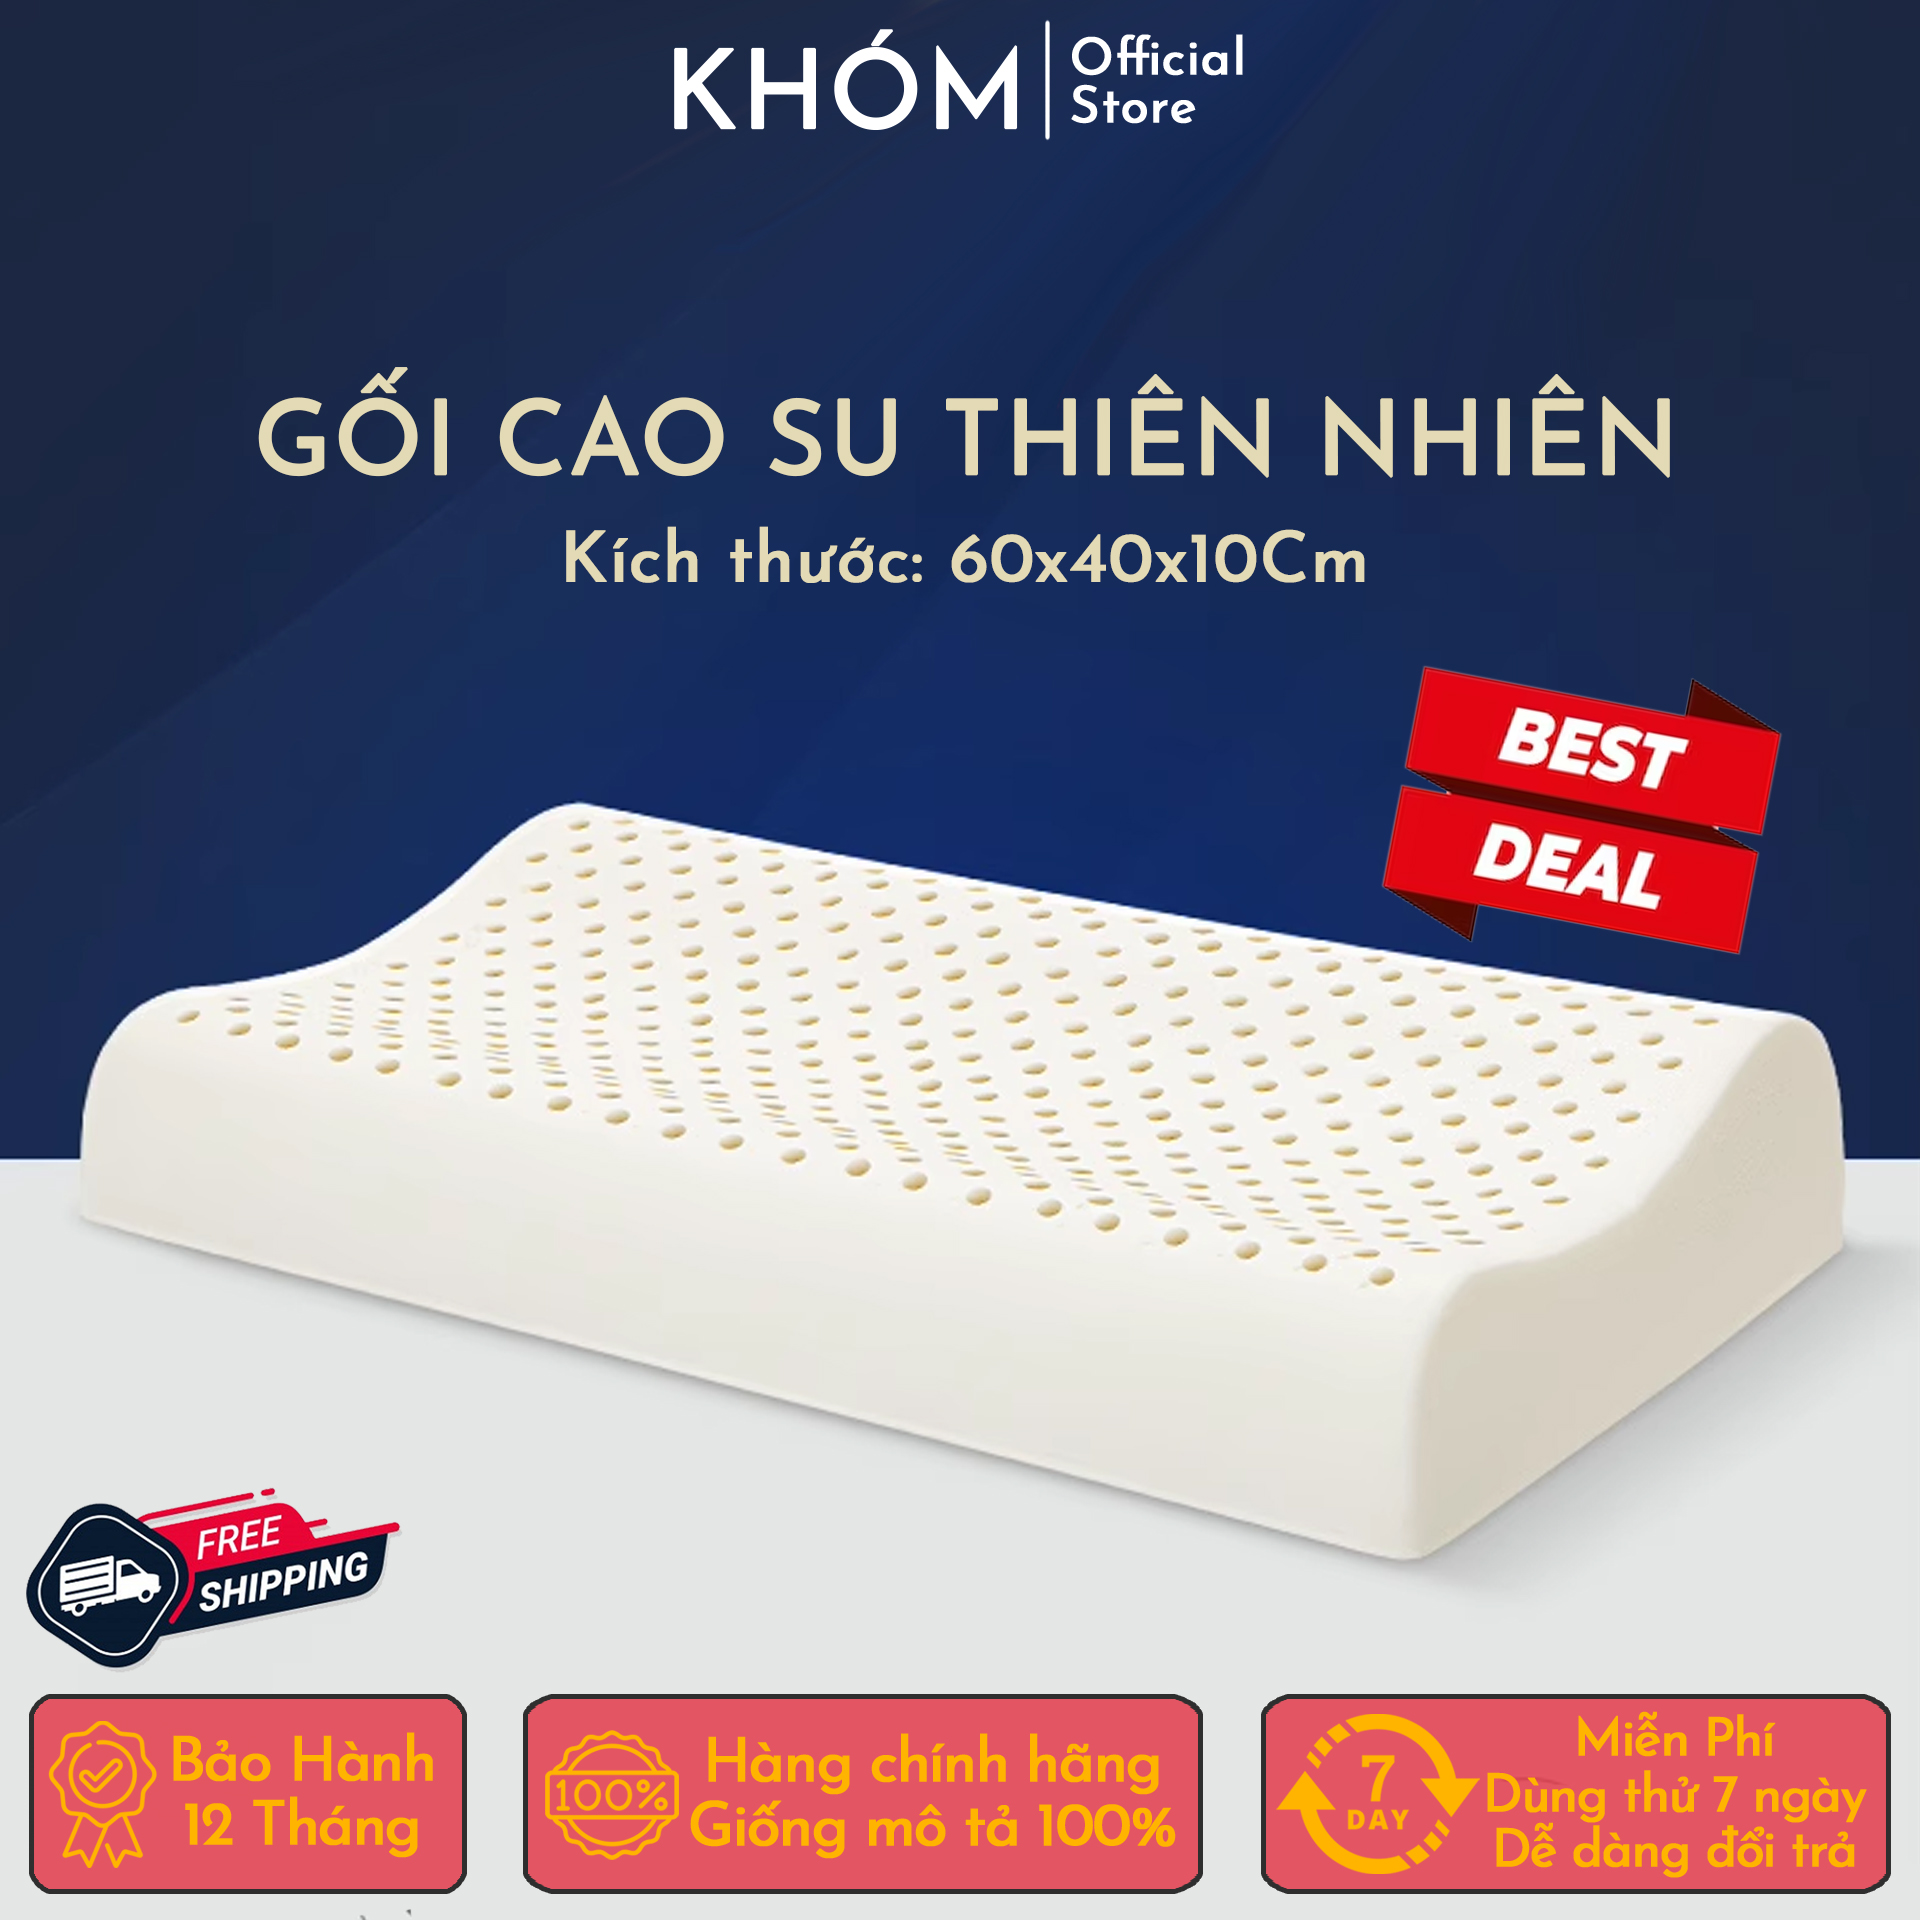 KHÓM
Official
Store
GỐI CAO SU THIÊN NHIÊN
Kích thước: 60x40x10Cm
BEST
DEAL
FREE
SHIPPING
Bảo Hành
12 Tháng
100%
Hàng chính hãng
Giống mô tả 100%
7
DAY
Miễn Phí
Dùng thử 7 ngày
Dễ dàng đổi trả